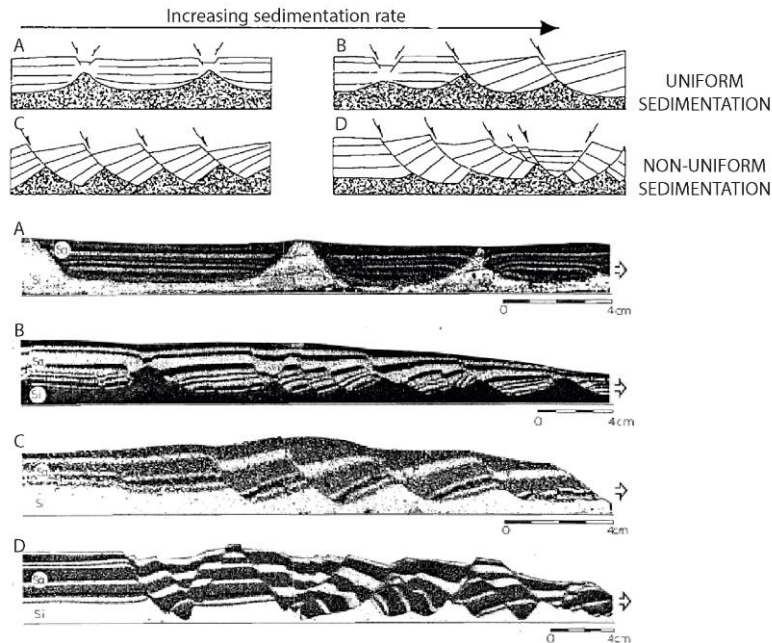 Increasing sedimentation rate
A
B
UNIFORM
SEDIMENTATION
C
D
NON-UNIFORM
SEDIMENTATION
A
Sa
Si
0 4cm
B
Sa
Si
0 4cm
C
Sa
Si
0 4cm
D
Sa
Si
0 4cm